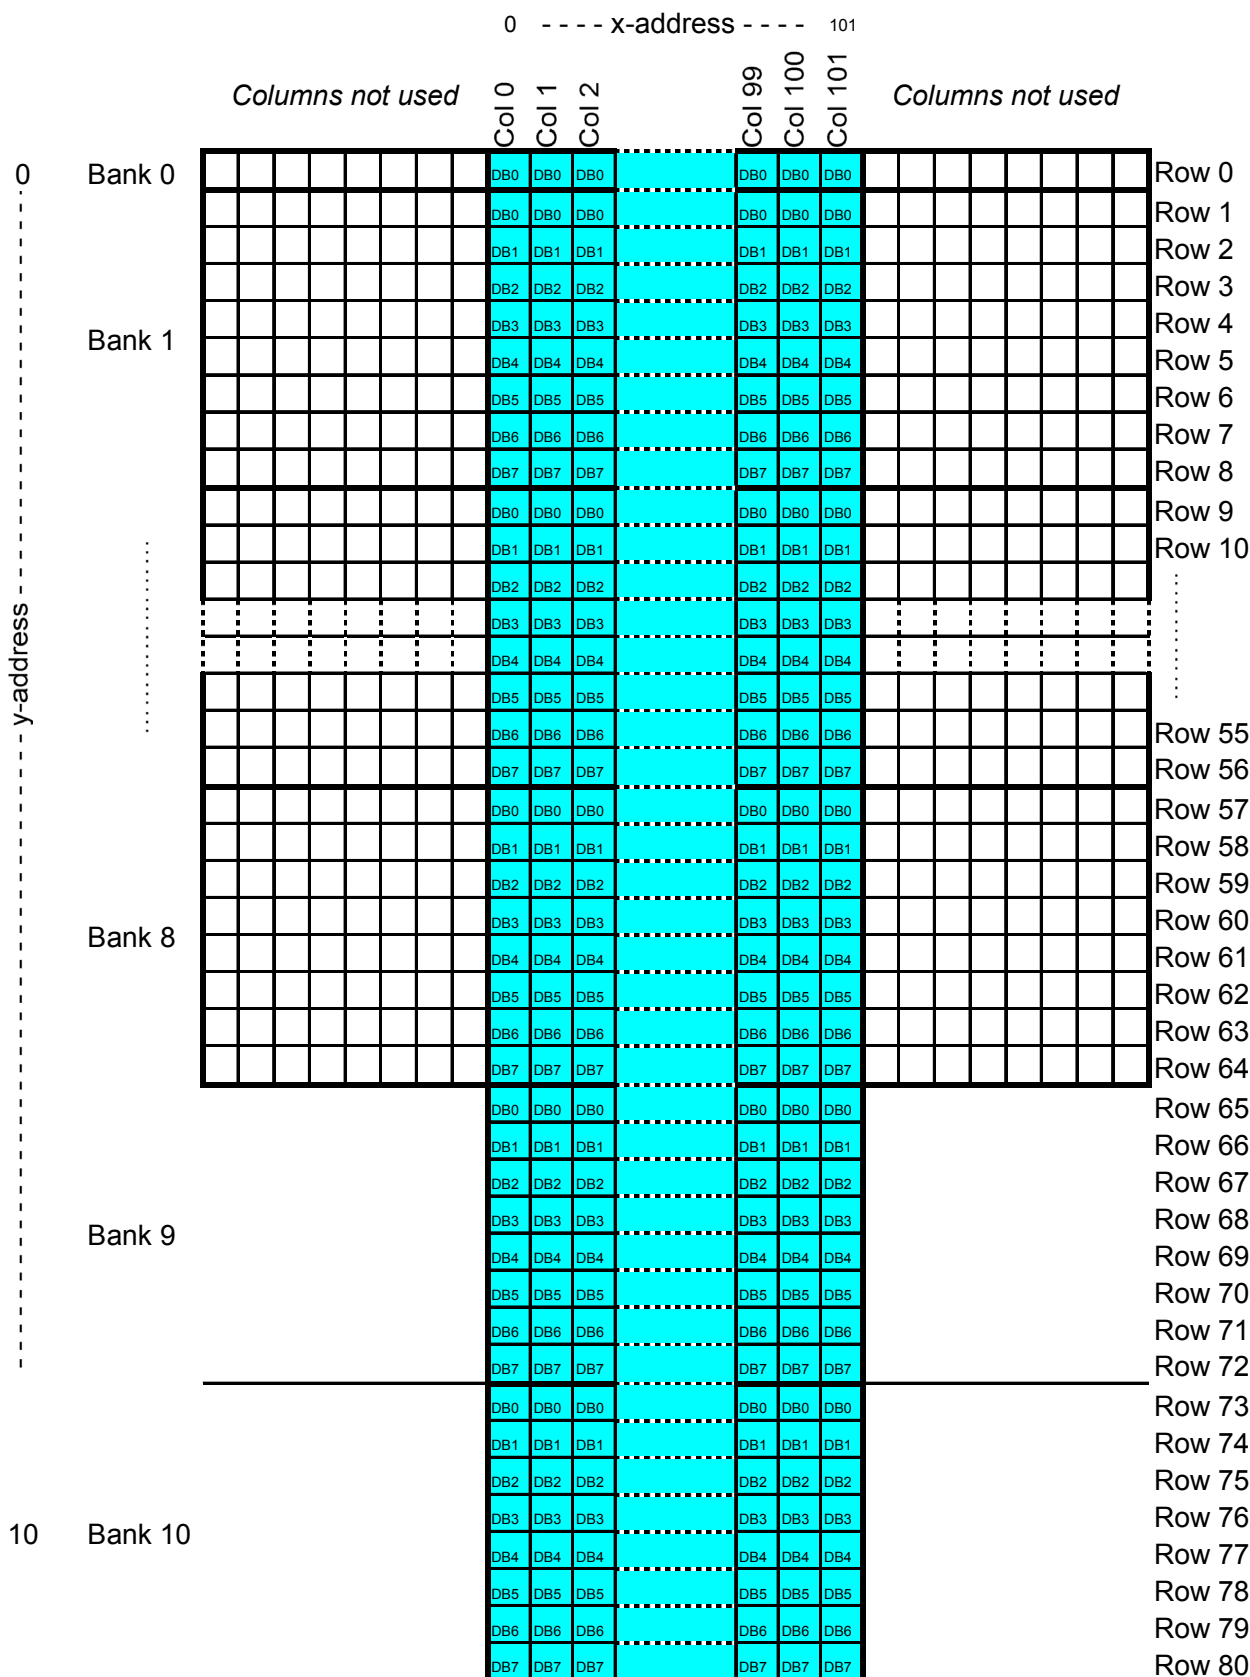 0 - - - - x-address - - - - 101
Columns not used Col 0 Col 1 Col 2 Col 99 Col 100 Col 101 Columns not used
0 Bank 0 DB0 DB0 DB0 DB0 DB0 DB0 Row 0
DB0 DB0 DB0 DB0 DB0 DB0 Row 1
DB1 DB1 DB1 DB1 DB1 DB1 Row 2
DB2 DB2 DB2 DB2 DB2 DB2 Row 3
Bank 1 DB3 DB3 DB3 DB3 DB3 DB3 Row 4
DB4 DB4 DB4 DB4 DB4 DB4 Row 5
DB5 DB5 DB5 DB5 DB5 DB5 Row 6
DB6 DB6 DB6 DB6 DB6 DB6 Row 7
DB7 DB7 DB7 DB7 DB7 DB7 Row 8
DB0 DB0 DB0 DB0 DB0 DB0 Row 9
DB1 DB1 DB1 DB1 DB1 DB1 Row 10
DB2 DB2 DB2 DB2 DB2 DB2
DB3 DB3 DB3 DB3 DB3 DB3
y-address DB4 DB4 DB4 DB4 DB4 DB4
DB5 DB5 DB5 DB5 DB5 DB5
DB6 DB6 DB6 DB6 DB6 DB6 Row 55
DB7 DB7 DB7 DB7 DB7 DB7 Row 56
DB0 DB0 DB0 DB0 DB0 DB0 Row 57
DB1 DB1 DB1 DB1 DB1 DB1 Row 58
DB2 DB2 DB2 DB2 DB2 DB2 Row 59
DB3 DB3 DB3 DB3 DB3 DB3 Row 60
Bank 8 DB4 DB4 DB4 DB4 DB4 DB4 Row 61
DB5 DB5 DB5 DB5 DB5 DB5 Row 62
DB6 DB6 DB6 DB6 DB6 DB6 Row 63
DB7 DB7 DB7 DB7 DB7 DB7 Row 64
DB0 DB0 DB0 DB0 DB0 DB0 Row 65
DB1 DB1 DB1 DB1 DB1 DB1 Row 66
DB2 DB2 DB2 DB2 DB2 DB2 Row 67
Bank 9 DB3 DB3 DB3 DB3 DB3 DB3 Row 68
DB4 DB4 DB4 DB4 DB4 DB4 Row 69
DB5 DB5 DB5 DB5 DB5 DB5 Row 70
DB6 DB6 DB6 DB6 DB6 DB6 Row 71
DB7 DB7 DB7 DB7 DB7 DB7 Row 72
DB0 DB0 DB0 DB0 DB0 DB0 Row 73
DB1 DB1 DB1 DB1 DB1 DB1 Row 74
DB2 DB2 DB2 DB2 DB2 DB2 Row 75
10 Bank 10 DB3 DB3 DB3 DB3 DB3 DB3 Row 76
DB4 DB4 DB4 DB4 DB4 DB4 Row 77
DB5 DB5 DB5 DB5 DB5 DB5 Row 78
DB6 DB6 DB6 DB6 DB6 DB6 Row 79
DB7 DB7 DB7 DB7 DB7 DB7 Row 80